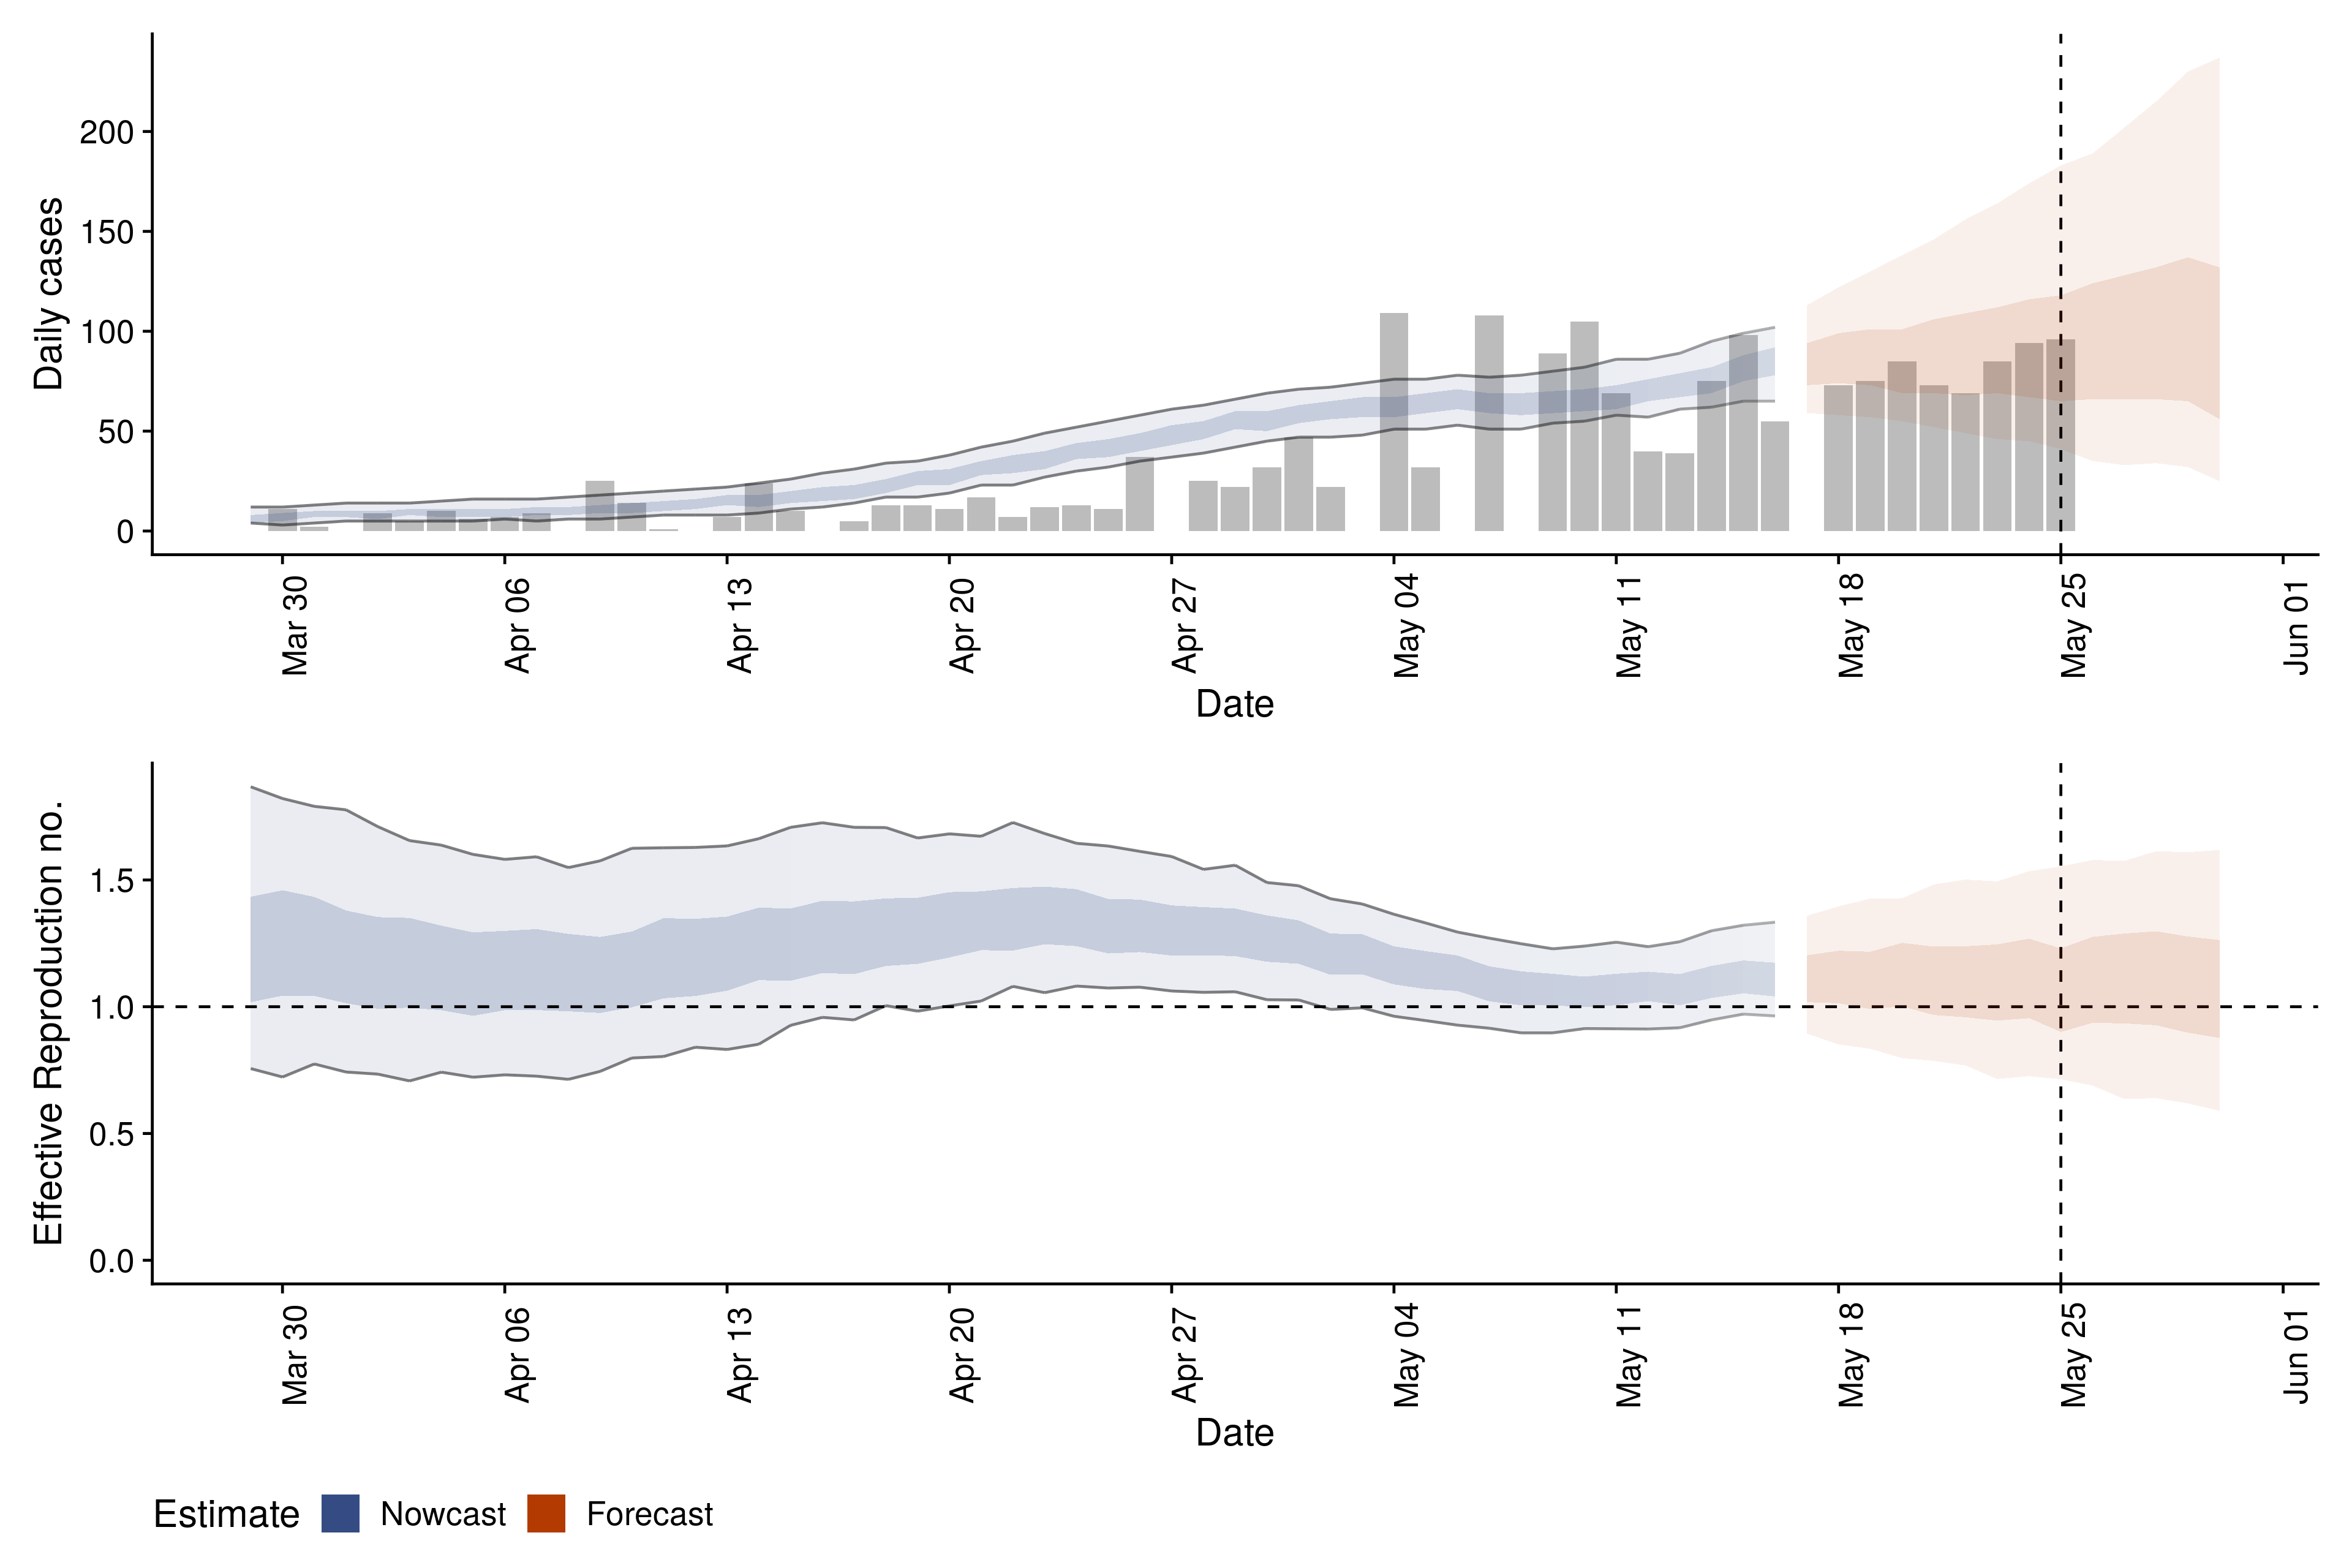 Daily cases
200
150
100
50
0
Mar 30
Apr 06
Apr 13
Apr 20
Apr 27
May 04
May 11
May 18
May 25
Jun 01
Date
Effective Reproduction no.
1.5
1.0
0.5
0.0
Mar 30
Apr 06
Apr 13
Apr 20
Apr 27
May 04
May 11
May 18
May 25
Jun 01
Date
Estimate Nowcast Forecast